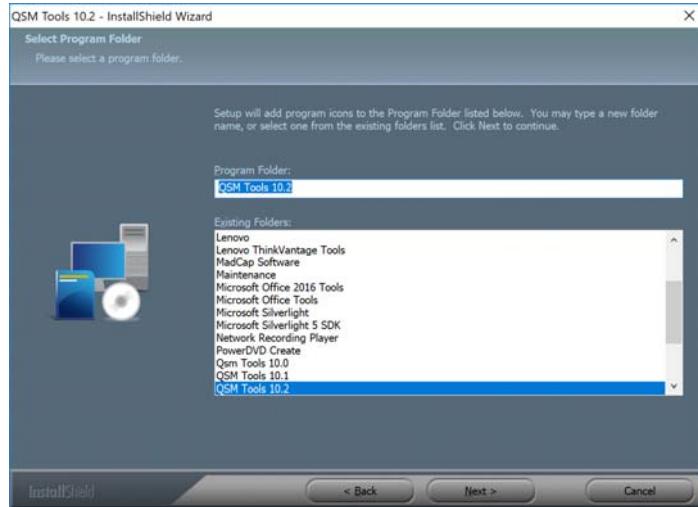 QSM Tools 10.2 - InstallShield Wizard
Select Program Folder
Please select a program folder.
Setup will add program icons to the Program Folder listed below. You may type a new folder
name, or select one from the existing folders list. Click Next to continue.
Program Folder:
QSM Tools 10.2
Existing Folders:
Lenovo
Lenovo ThinkVantage Tools
MadCap Software
Maintenance
Microsoft Office 2016 Tools
Microsoft Office Tools
Microsoft Silverlight
Microsoft Silverlight 5 SDK
Network Recording Player
PowerDVD Create
Qsm Tools 10.0
QSM Tools 10.1
QSM Tools 10.2
InstallShield
< Back
Next >
Cancel